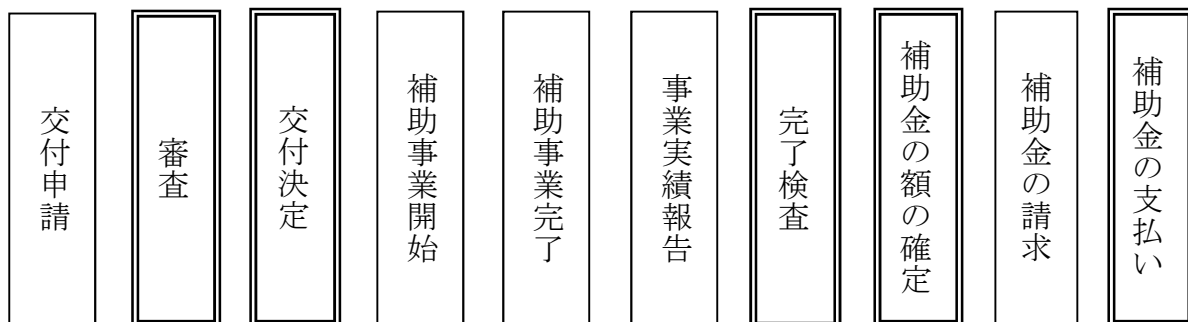 交付申請
審査
交付決定
補助事業開始
補助事業完了
事業実績報告
完了検査
補助金の額の確定
補助金の請求
補助金の支払い